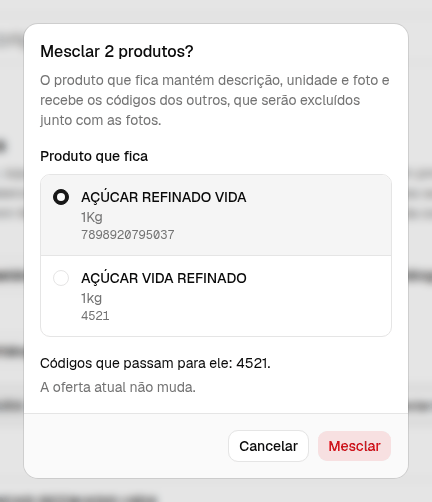 Mesclar 2 produtos?
O produto que fica mantém descrição, unidade e foto e
recebe os códigos dos outros, que serão excluídos
junto com as fotos.
Produto que fica
AÇÚCAR REFINADO VIDA
1Kg
7898920795037
AÇÚCAR VIDA REFINADO
1kg
4521
Códigos que passam para ele: 4521.
A oferta atual não muda.
Cancelar
Mesclar